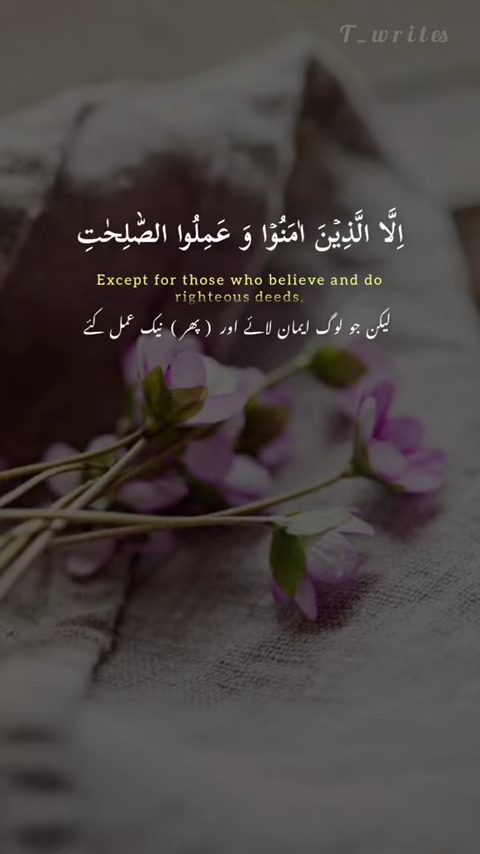 T_writes
اِلَّا الَّذِيۡنَ اٰمَنُوۡا وَ عَمِلُوا الصّٰلِحٰتِ
Except for those who believe and do
righteous deeds,
لیکن جو لوگ ایمان لائے اور ( پھر ) نیک عمل کئے